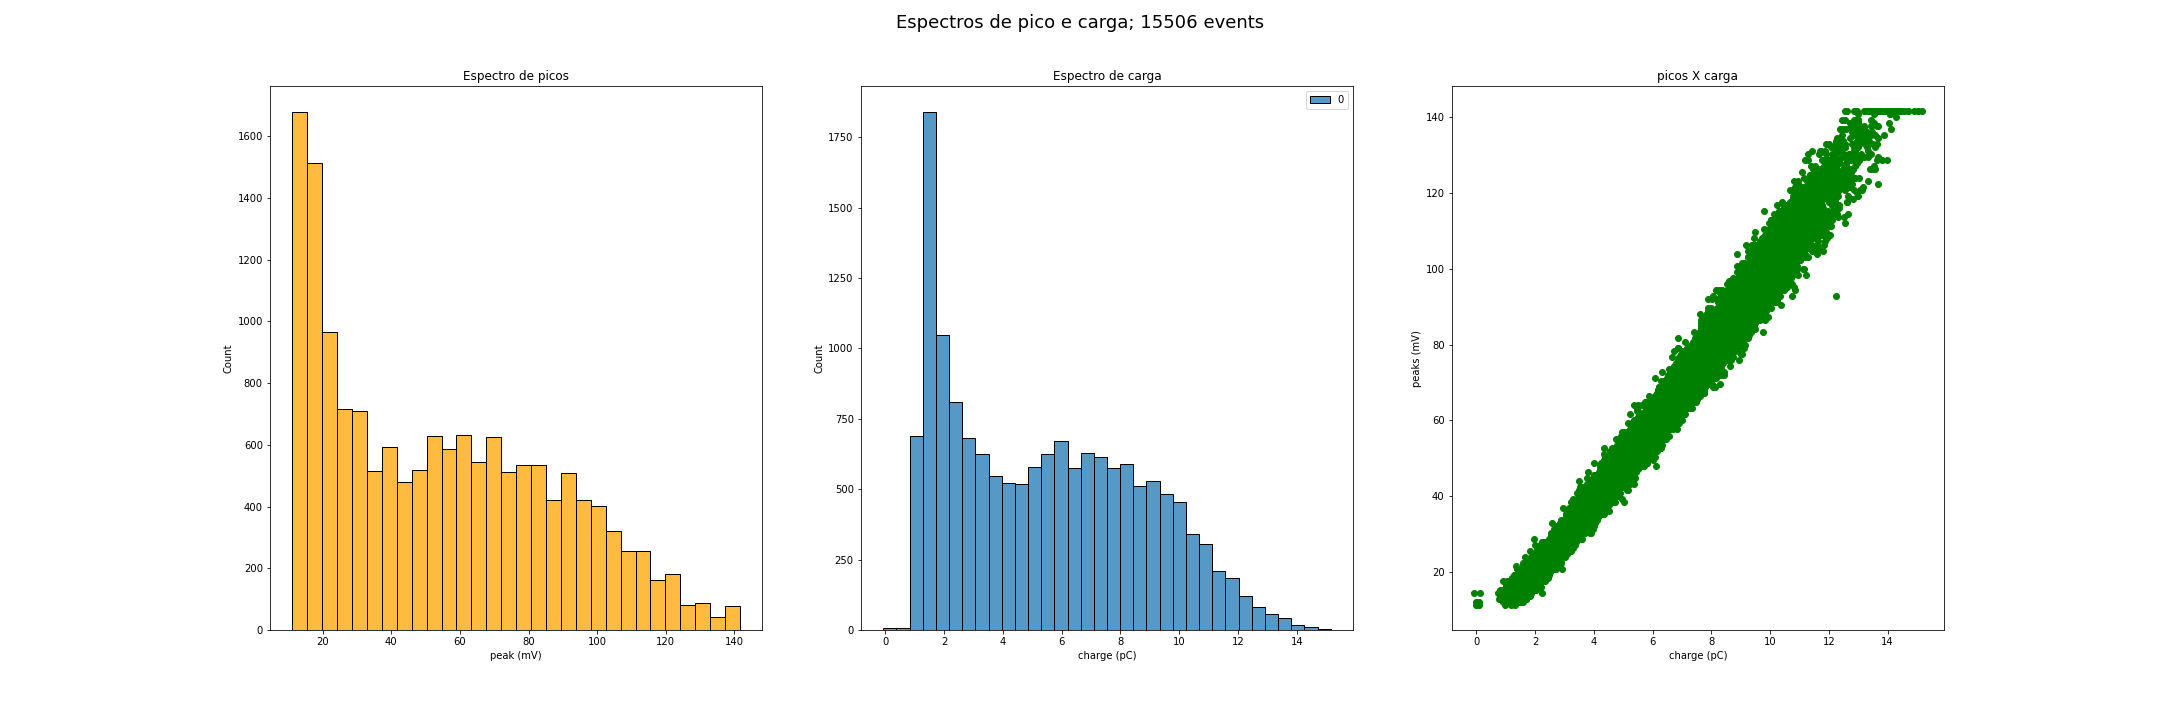 Espectros de pico e carga; 15506 events
Espectro de picos
1600
1400
1200
1000
800
600
400
200
0
Count
20 40 60 80 100 120 140
peak (mV)
Espectro de carga
0
1750
1500
1250
1000
750
500
250
0
Count
0 2 4 6 8 10 12 14
charge (pC)
picos X carga
140
120
100
80
60
40
20
peaks (mV)
0 2 4 6 8 10 12 14
charge (pC)